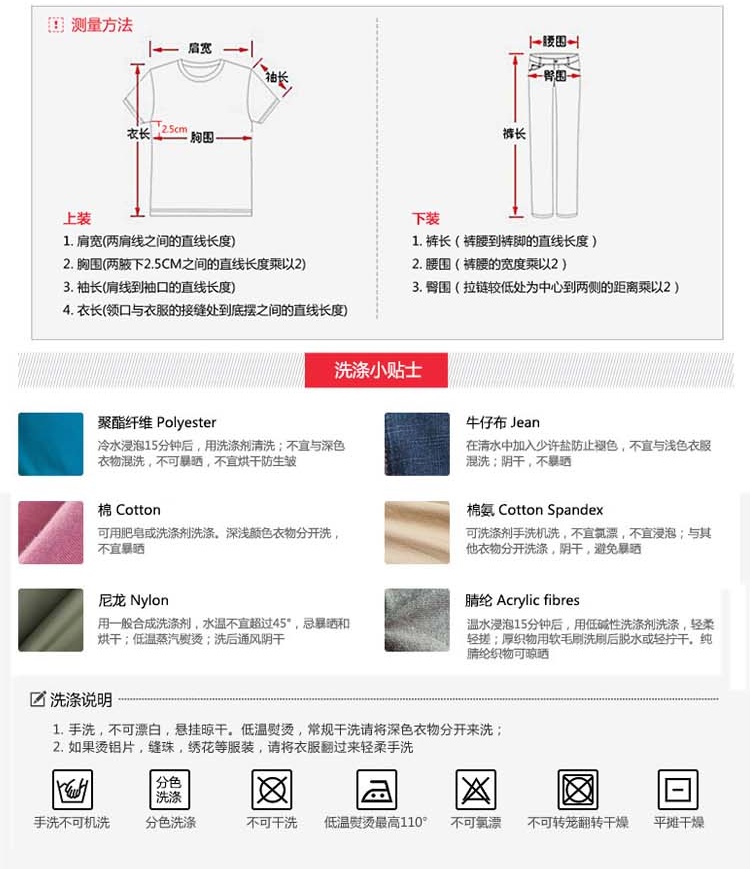 测量方法
肩宽
袖长
衣长
2.5cm
胸围
腰围
臀围
裤长
上装
1. 肩宽(两肩线之间的直线长度)
2. 胸围(两腋下2.5CM之间的直线长度乘以2)
3. 袖长(肩线到袖口的直线长度)
4. 衣长(领口与衣服的接缝处到底摆之间的直线长度)
下装
1. 裤长（裤腰到裤脚的直线长度）
2. 腰围（裤腰的宽度乘以2）
3. 臀围（拉链较低处为中心到两侧的距离乘以2）
洗涤小贴士
聚酯纤维 Polyester
冷水浸泡15分钟后，用洗涤剂清洗；不宜与深色
衣物混洗，不可暴晒，不宜烘干防生皱
牛仔布 Jean
在清水中加入少许盐防止褪色，不宜与浅色衣服
混洗；阴干，不暴晒
棉 Cotton
可用肥皂或洗涤剂洗涤。深浅颜色衣物分开洗，
不宜暴晒
棉氨 Cotton Spandex
可洗涤剂手洗机洗，不宜氯漂，不宜浸泡；与其
他衣物分开洗涤，阴干，避免暴晒
尼龙 Nylon
用一般合成洗涤剂，水温不宜超过45°，忌暴晒和
烘干；低温蒸汽熨烫；洗后通风阴干
腈纶 Acrylic fibres
温水浸泡15分钟后，用低碱性洗涤剂洗涤，轻柔
轻搓；厚织物用软毛刷洗刷后脱水或轻拧干。纯
腈纶织物可晾晒
洗涤说明
1. 手洗，不可漂白，悬挂晾干。低温熨烫，常规干洗请将深色衣物分开来洗；
2. 如果烫铝片，缝珠，绣花等服装，请将衣服翻过来轻柔手洗
分色
洗涤
手洗不可机洗
分色洗涤
不可干洗
低温熨烫最高110°
不可氯漂
不可转笼翻转干燥
平摊干燥